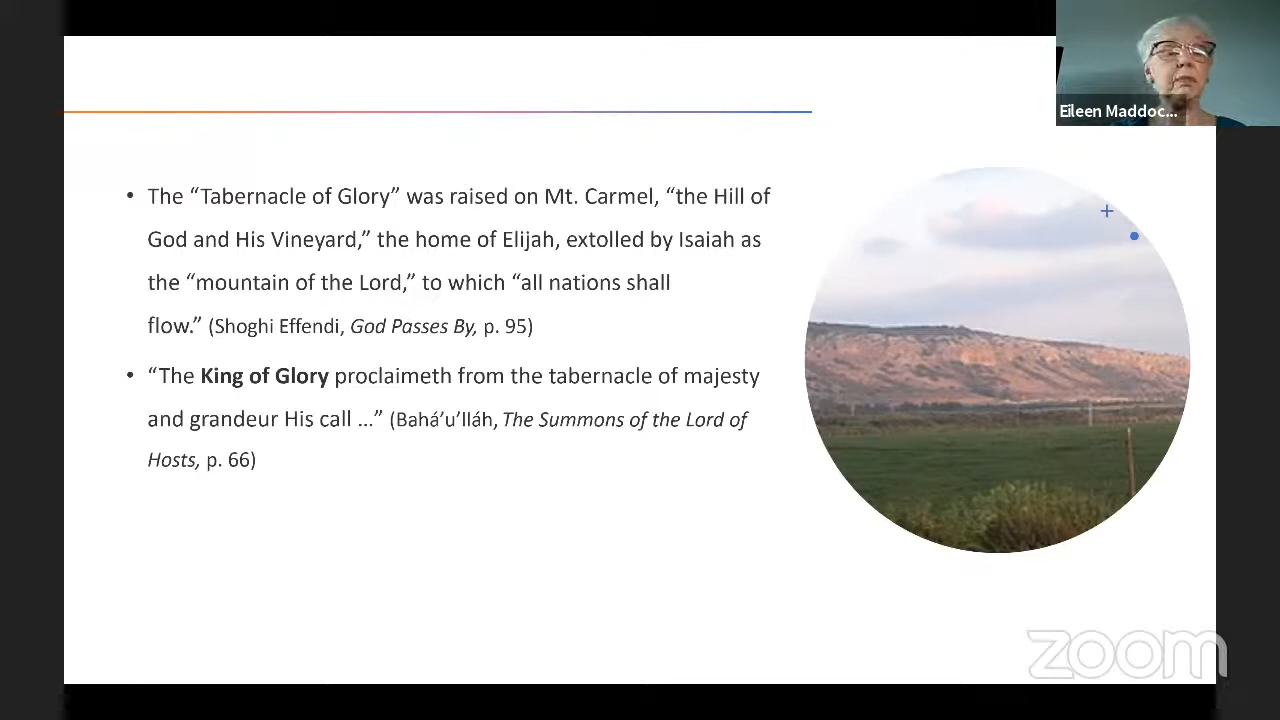 Eileen Maddoc...
• The “Tabernacle of Glory” was raised on Mt. Carmel, “the Hill of
God and His Vineyard,” the home of Elijah, extolled by Isaiah as
the “mountain of the Lord,” to which “all nations shall
flow.” (Shoghi Effendi, God Passes By, p. 95)
• “The King of Glory proclaimeth from the tabernacle of majesty
and grandeur His call ...” (Bahá’u’lláh, The Summons of the Lord of
Hosts, p. 66)
zoom